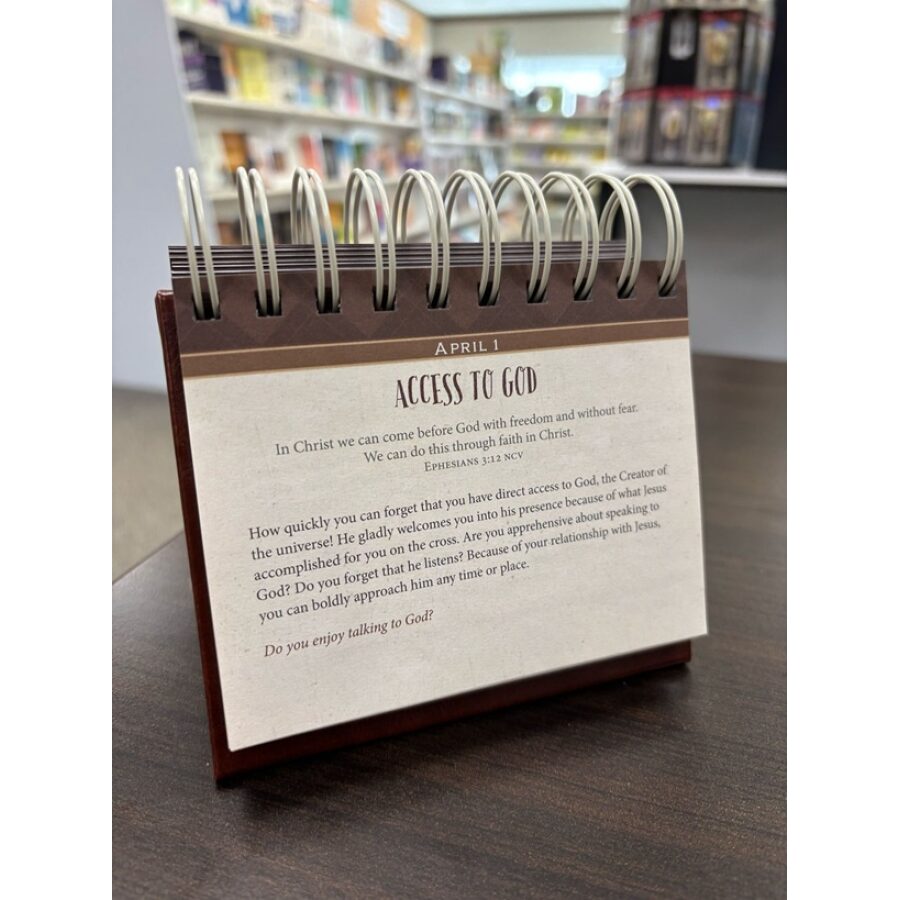 APRIL 1
ACCESS TO GOD
In Christ we can come before God with freedom and without fear.
We can do this through faith in Christ.
EPHESIANS 3:12 NCV
How quickly you can forget that you have direct access to God, the Creator of
the universe! He gladly welcomes you into his presence because of what Jesus
accomplished for you on the cross. Are you apprehensive about speaking to
God? Do you forget that he listens? Because of your relationship with Jesus,
you can boldly approach him any time or place.
Do you enjoy talking to God?